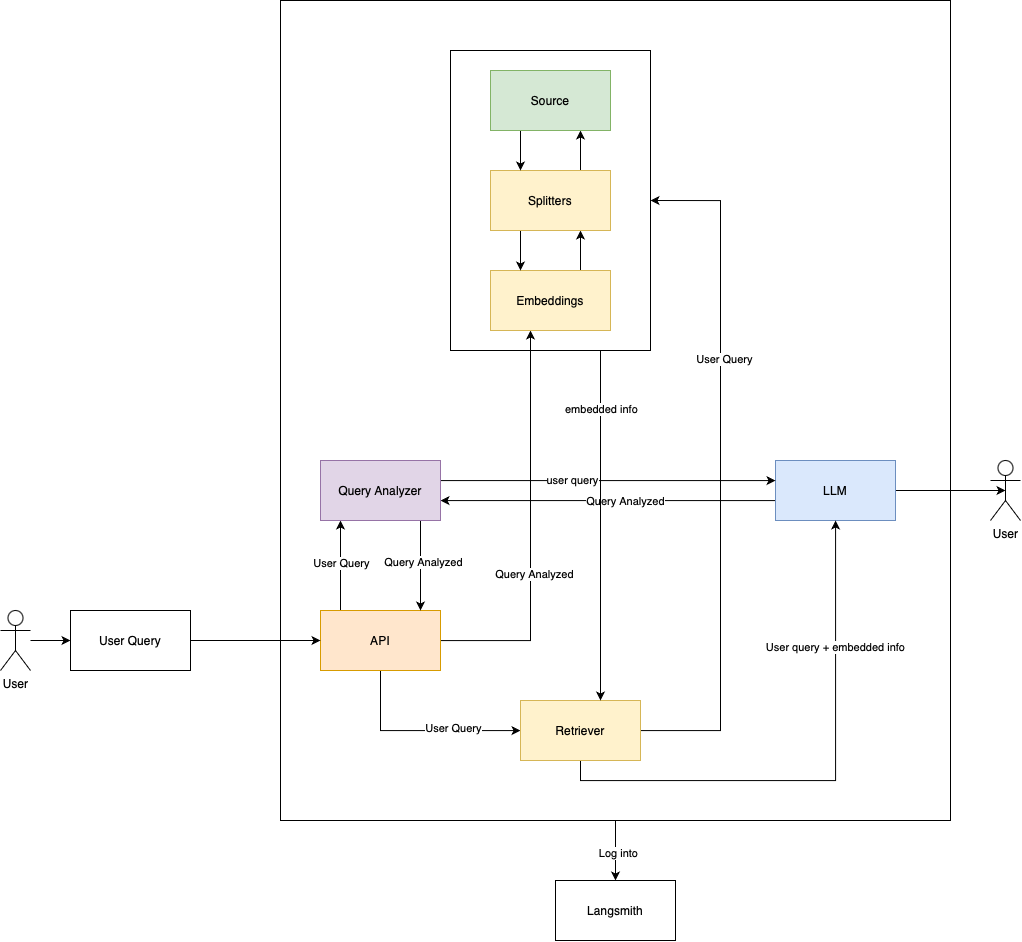 Source
Splitters
Embeddings
User Query
embedded info
Query Analyzer
user query
Query Analyzed
LLM
User
User Query
Query Analyzed
Query Analyzed
User Query
API
User
User query + embedded info
User Query
Retriever
Log into
Langsmith